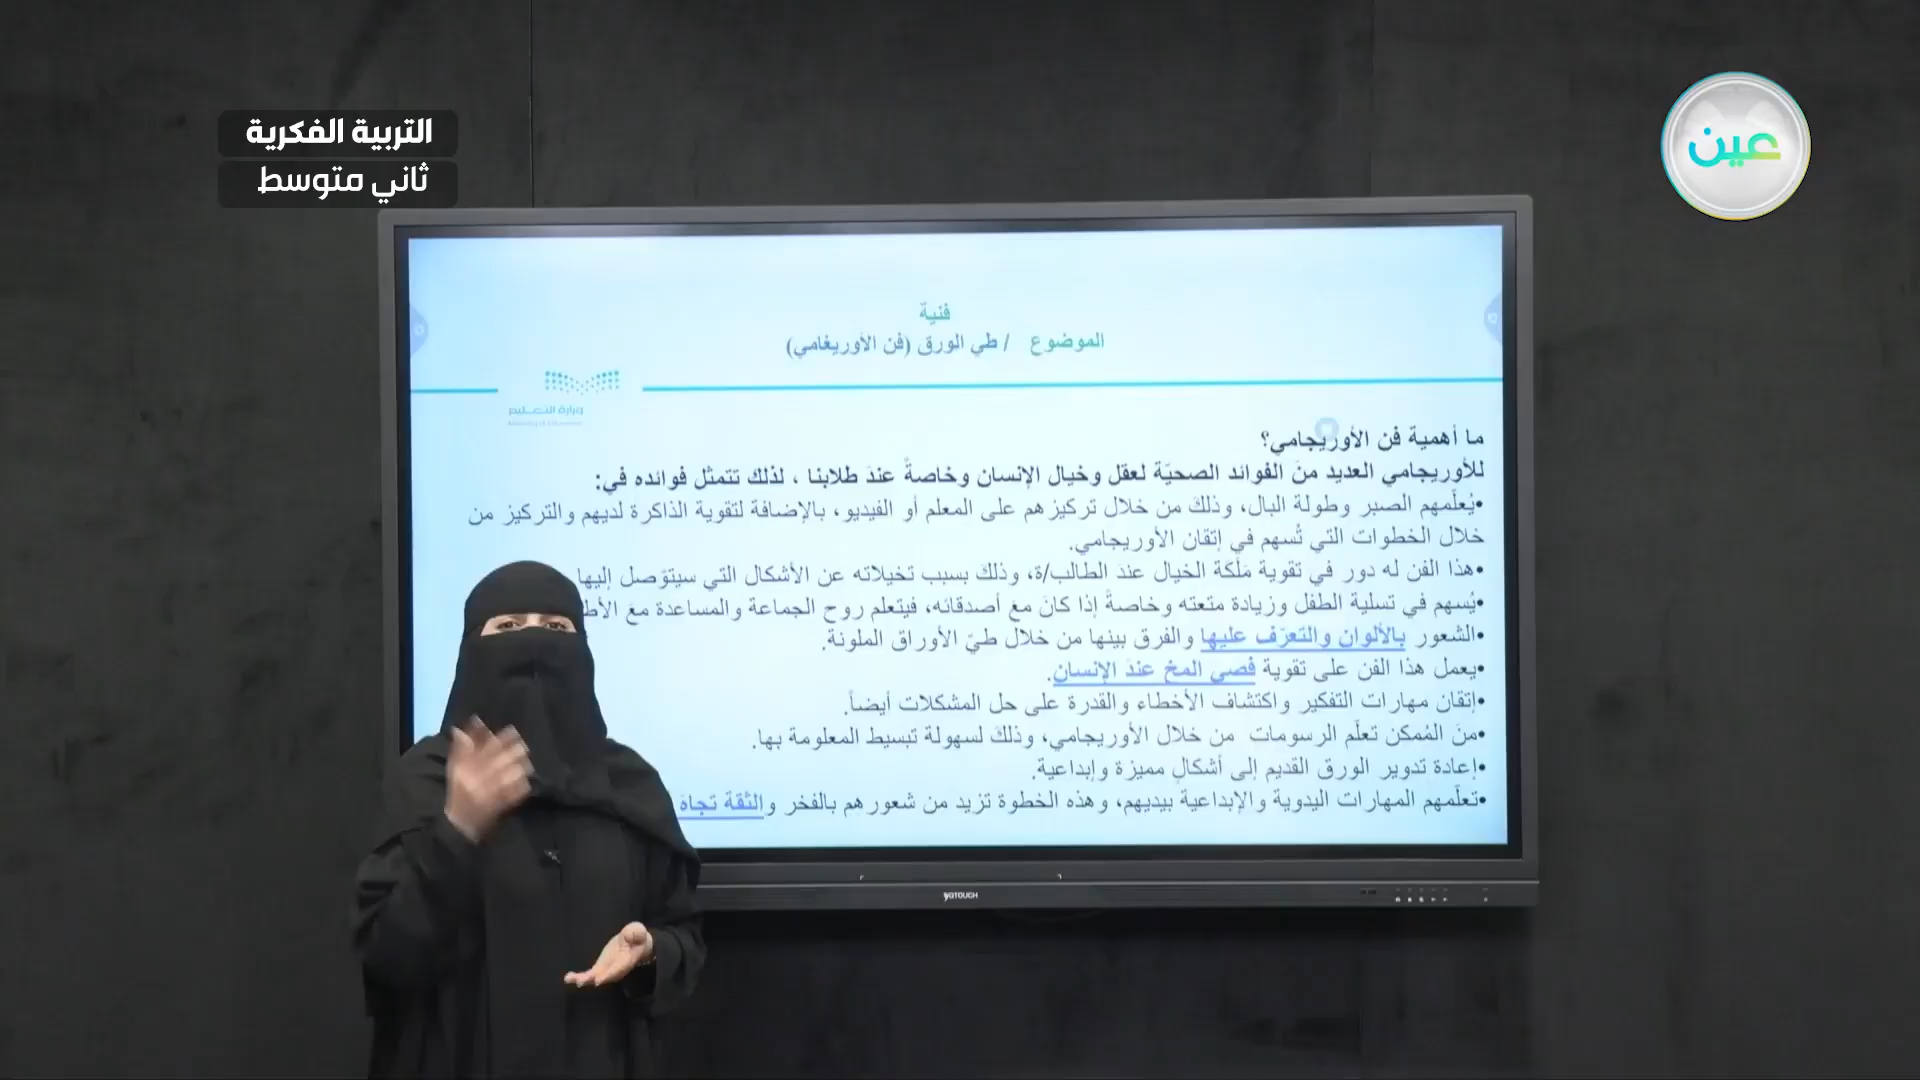 التربية الفكرية
ثاني متوسط
عين
فنية
الموضوع / طي الورق (فن الأوريغامي)
وزارة التعليم
ما أهمية فن الأوريجامي؟
للأوريجامي العديد منَ الفوائد الصحيّة لعقل وخيال الإنسان وخاصةً عندَ طلابنا ، لذلك تتمثل فوائده في:
•يُعلّمهم الصبر وطولة البال، وذلكَ من خلال تركيزهم على المعلم أو الفيديو، بالإضافة لتقوية الذاكرة لديهم والتركيز من
خلال الخطوات التي تُسهم في إتقان الأوريجامي.
•هذا الفن له دور في تقوية مَلَكَة الخيال عندَ الطالب/ة، وذلك بسبب تخيلاته عن الأشكال التي سيتوّصل إليها
•يُسهم في تسلية الطفل وزيادة متعته وخاصةً إذا كانَ معَ أصدقائه، فيتعلم روح الجماعة والمساعدة معَ
•الشعور بالألوان والتعرّف عليها والفرق بينها من خلال طيّ الأوراق الملونة.
•يعمل هذا الفن على تقوية فصي المخ عندَ الإنسان.
•إتقان مهارات التفكير واكتشاف الأخطاء والقدرة على حل المشكلات أيضاً.
•منَ المُمكن تعلّم الرسومات من خلال الأوريجامي، وذلكَ لسهولة تبسيط المعلومة بها.
•إعادة تدوير الورق القديم إلى أشكالٍ مميزة وإبداعية.
•تعلّمهم المهارات اليدوية والإبداعية بيديهم، وهذه الخطوة تزيد من شعورهم بالفخر والثقة تجاهَ
YOTOUCH